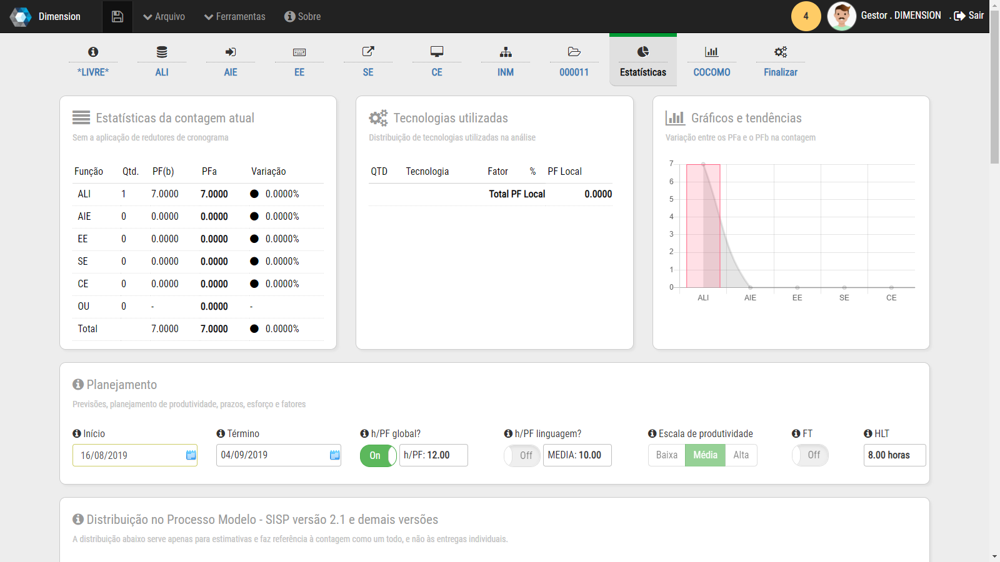 Dimension
Arquivo
Ferramentas
Sobre
4
Gestor . DIMENSION
. Sair
*LIVRE*
ALI
AIE
EE
SE
CE
INM
000011
Estatísticas
COCOMO
Finalizar
Estatísticas da contagem atual
Sem a aplicação de redutores de cronograma
Função Qtd. PF(b) PFa Variação
ALI 1 7.0000 7.0000 0.0000%
AIE 0 0.0000 0.0000 0.0000%
EE 0 0.0000 0.0000 0.0000%
SE 0 0.0000 0.0000 0.0000%
CE 0 0.0000 0.0000 0.0000%
OU 0 - 0.0000 -
Total 7.0000 7.0000 0.0000%
Tecnologias utilizadas
Distribuição de tecnologias utilizadas na análise
QTD Tecnologia Fator % PF Local
Total PF Local 0.0000
Gráficos e tendências
Variação entre os PFa e o PFb na contagem
7
6
5
4
3
2
1
0
ALI AIE EE SE CE
Planejamento
Previsões, planejamento de produtividade, prazos, esforço e fatores
Início
16/08/2019
Término
04/09/2019
h/PF global?
On
h/PF: 12.00
h/PF linguagem?
Off
MEDIA: 10.00
Escala de produtividade
Baixa Média Alta
FT
Off
HLT
8.00 horas
Distribuição no Processo Modelo - SISP versão 2.1 e demais versões
A distribuição abaixo serve apenas para estimativas e faz referência à contagem como um todo, e não às entregas individuais.